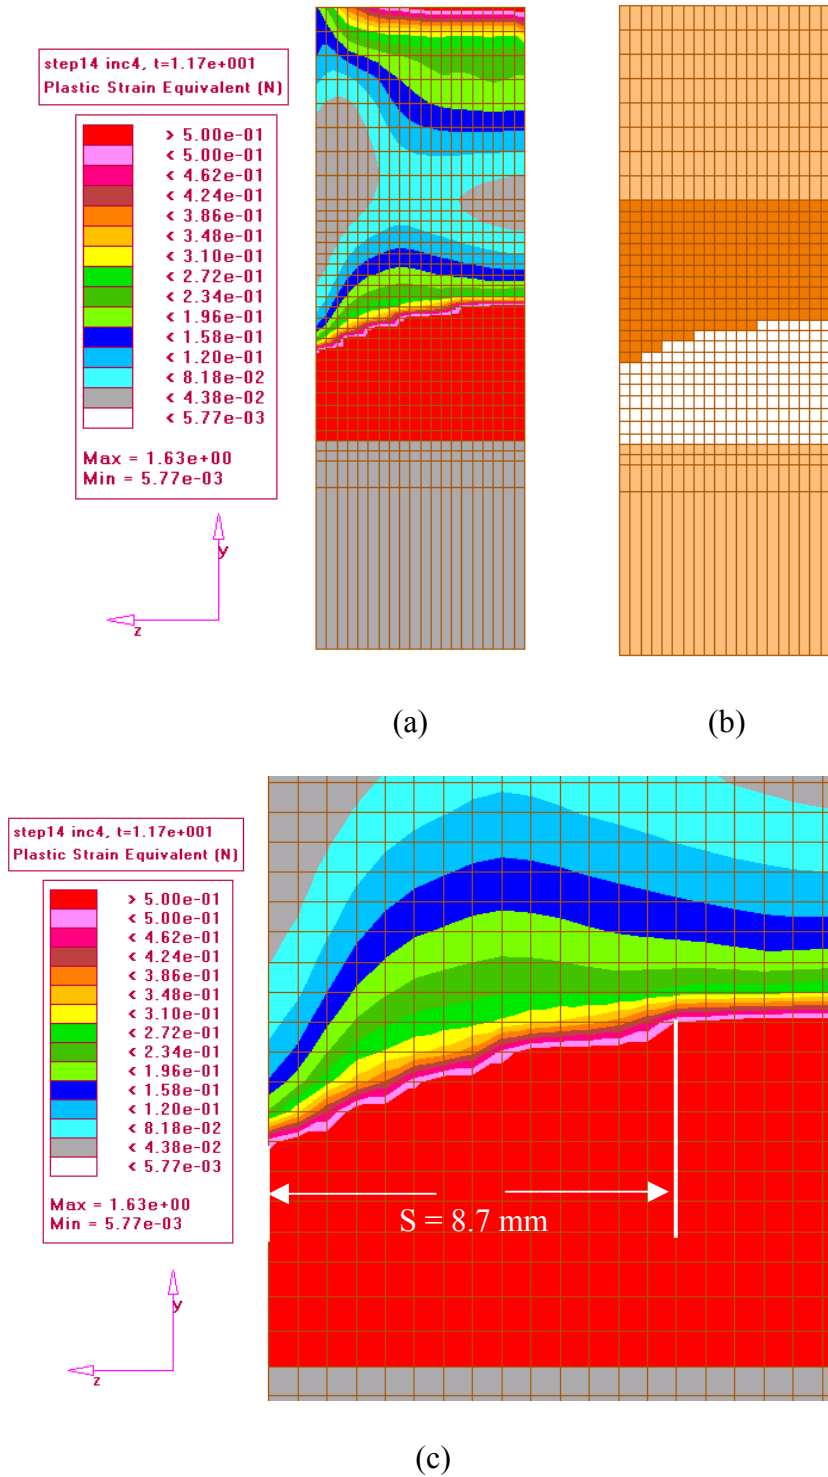 step14 inc4, t=1.17e+001
Plastic Strain Equivalent (N)
> 5.00e-01
< 5.00e-01
< 4.62e-01
< 4.24e-01
< 3.86e-01
< 3.48e-01
< 3.10e-01
< 2.72e-01
< 2.34e-01
< 1.96e-01
< 1.58e-01
< 1.20e-01
< 8.18e-02
< 4.38e-02
< 5.77e-03
Max = 1.63e+00
Min = 5.77e-03
y
z
(a)
(b)
step14 inc4, t=1.17e+001
Plastic Strain Equivalent (N)
> 5.00e-01
< 5.00e-01
< 4.62e-01
< 4.24e-01
< 3.86e-01
< 3.48e-01
< 3.10e-01
< 2.72e-01
< 2.34e-01
< 1.96e-01
< 1.58e-01
< 1.20e-01
< 8.18e-02
< 4.38e-02
< 5.77e-03
Max = 1.63e+00
Min = 5.77e-03
S = 8.7 mm
y
z
(c)